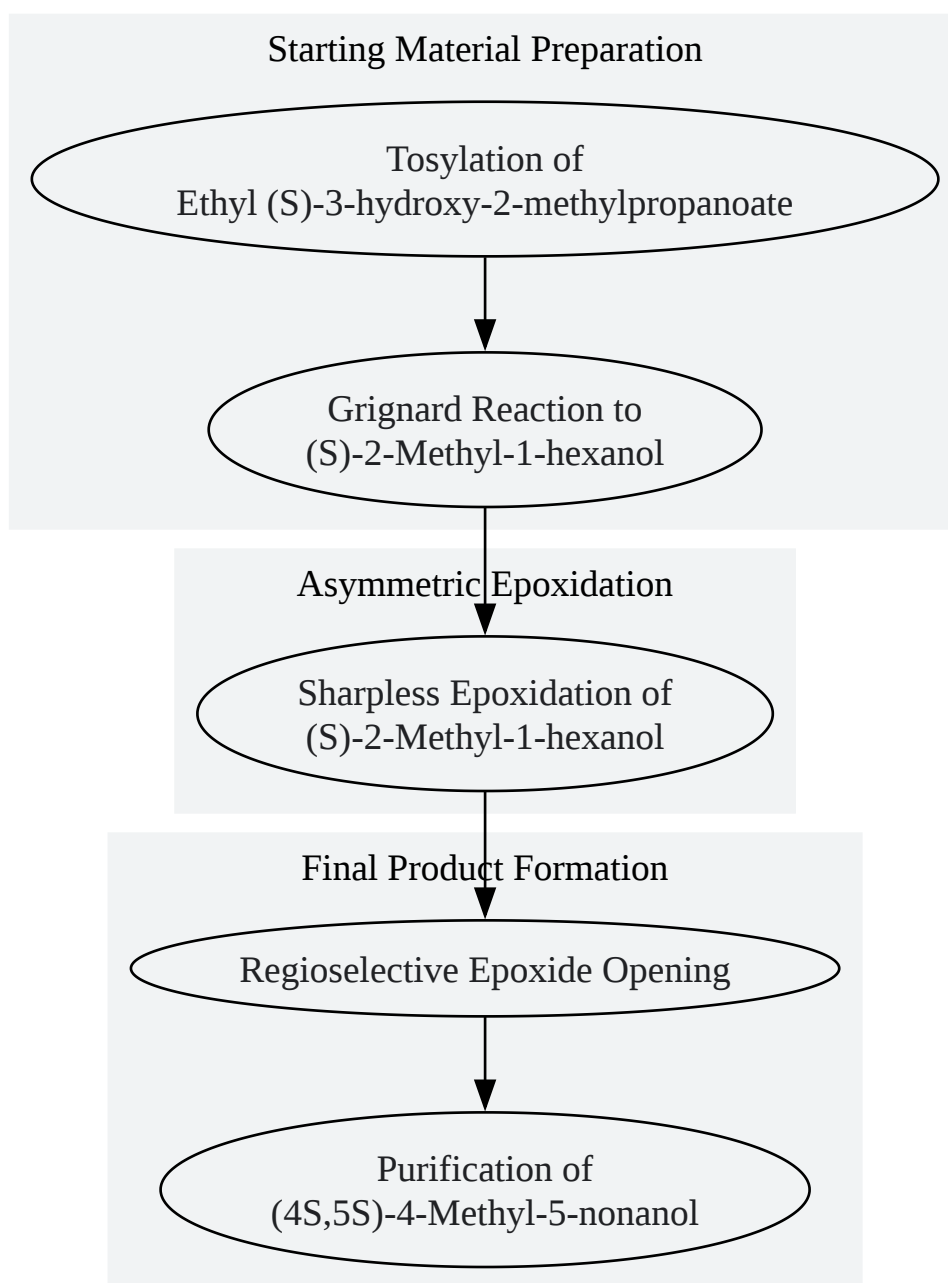 Starting Material Preparation
Tosylation of
Ethyl (S)-3-hydroxy-2-methylpropanoate
Grignard Reaction to
(S)-2-Methyl-1-hexanol
Asymmetric Epoxidation
Sharpless Epoxidation of
(S)-2-Methyl-1-hexanol
Final Product Formation
Regioselective Epoxide Opening
Purification of
(4S,5S)-4-Methyl-5-nonanol